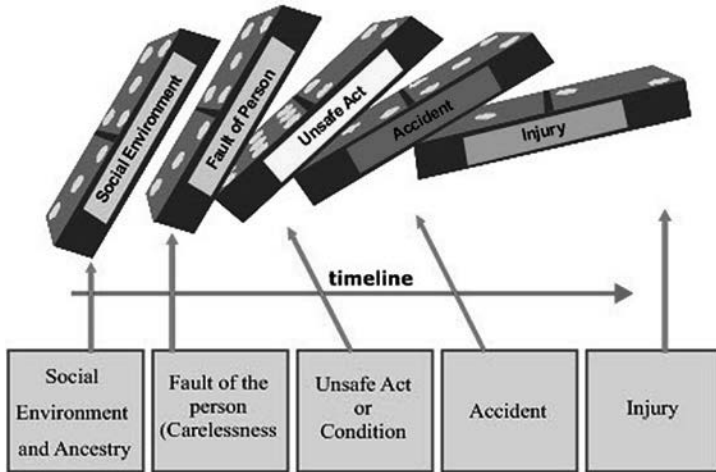 Social Environment
Fault of Person
Unsafe Act
Accident
Injury
timeline
Social
Environment
and Ancestry
Fault of the
person
(Carelessness
Unsafe Act
or
Condition
Accident
Injury